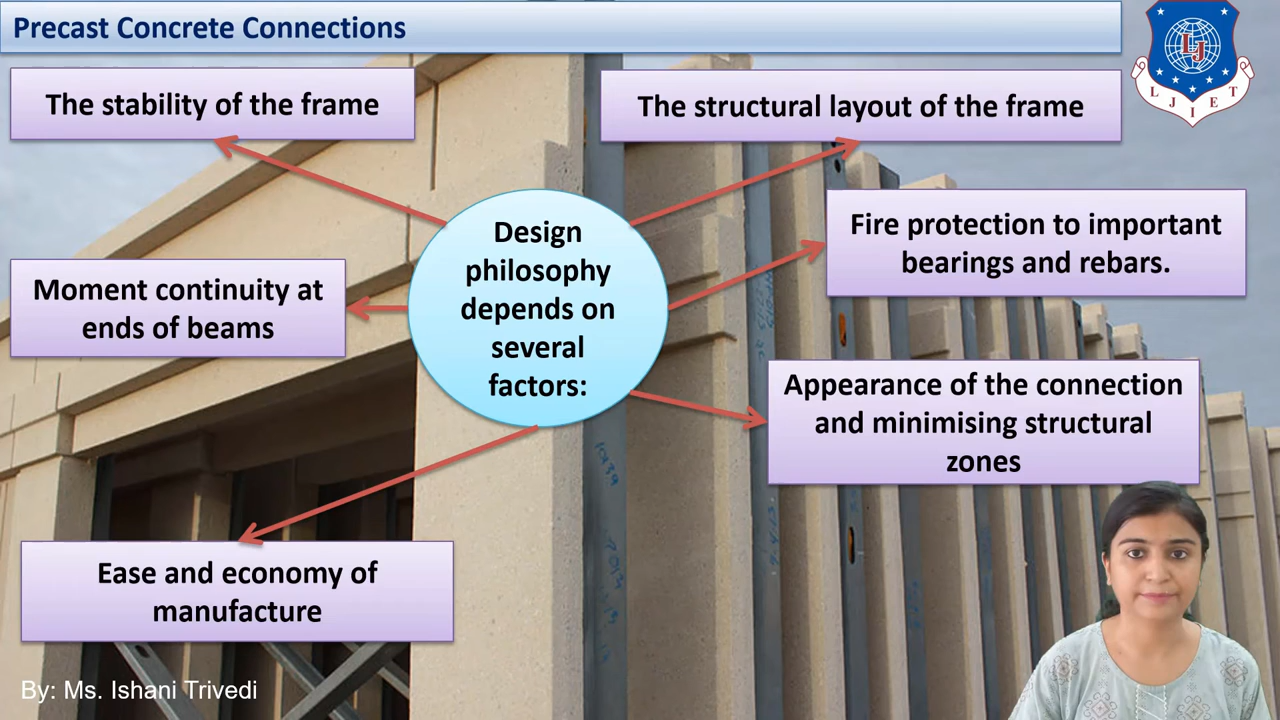 Precast Concrete Connections
LJ
L J I E T
The stability of the frame
The structural layout of the frame
Design
philosophy
depends on
several
factors:
Fire protection to important
bearings and rebars.
Moment continuity at
ends of beams
Appearance of the connection
and minimising structural
zones
Ease and economy of
manufacture
By: Ms. Ishani Trivedi